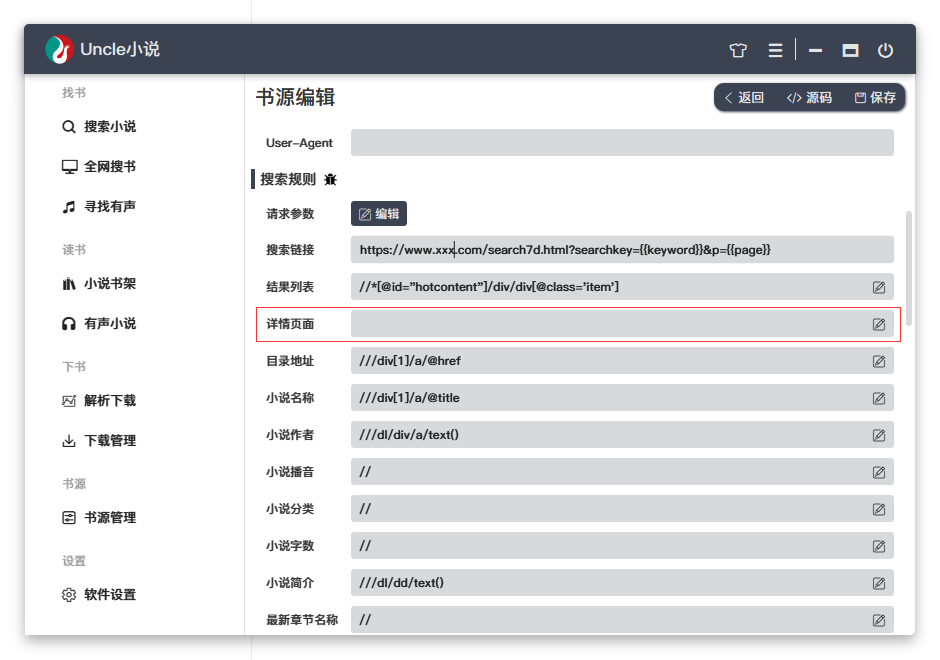 Uncle小说
找书
搜索小说
全网搜书
寻找有声
读书
小说书架
有声小说
下书
解析下载
下载管理
书源
书源管理
设置
软件设置
书源编辑
返回 </> 源码 保存
User-Agent
搜索规则
请求参数 编辑
搜索链接 https://www.xxx.com/search7d.html?searchkey={{keyword}}&p={{page}}
结果列表 //*[@id="hotcontent"]/div/div[@class='item']
详情页面
目录地址 ///div[1]/a/@href
小说名称 ///div[1]/a/@title
小说作者 ///dl/div/a/text()
小说播音 //
小说分类 //
小说字数 //
小说简介 ///dl/dd/text()
最新章节名称 //